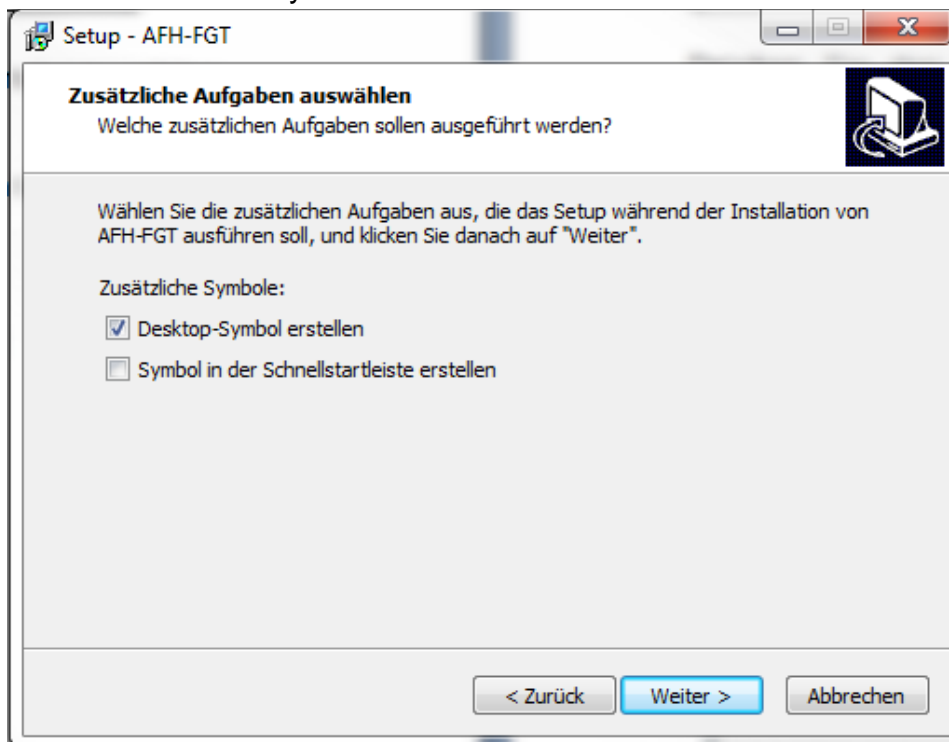 Setup - AFH-FGT
Zusätzliche Aufgaben auswählen
Welche zusätzlichen Aufgaben sollen ausgeführt werden?
Wählen Sie die zusätzlichen Aufgaben aus, die das Setup während der Installation von
AFH-FGT ausführen soll, und klicken Sie danach auf "Weiter".
Zusätzliche Symbole:
Desktop-Symbol erstellen
Symbol in der Schnellstartleiste erstellen
< Zurück Weiter > Abbrechen